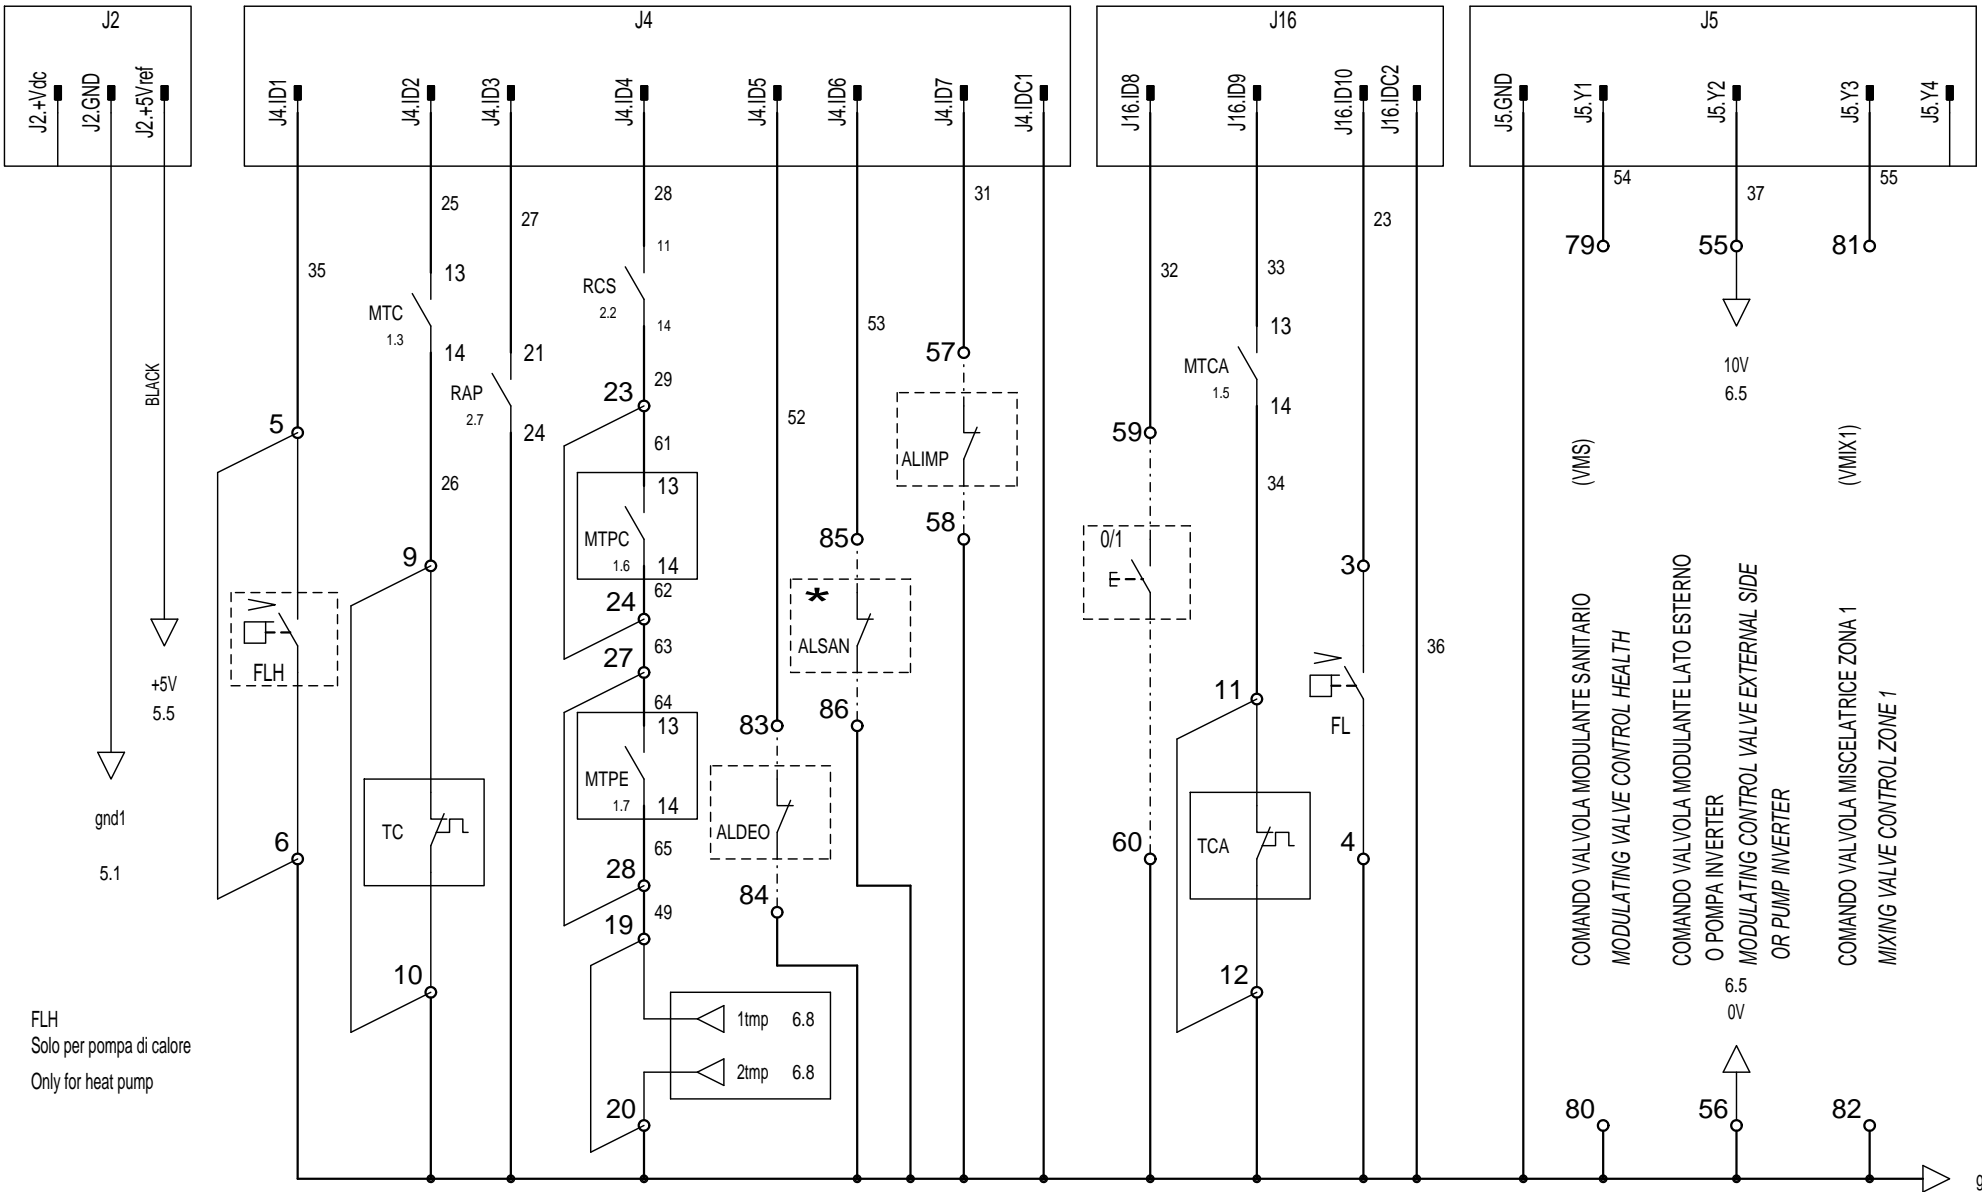 J2
J4
J16
J5
J2.+Vdc
J2.GND
J2.+5Vref
J4.ID1
J4.ID2
J4.ID3
J4.ID4
J4.ID5
J4.ID6
J4.ID7
J4.IDC1
J16.ID8
J16.ID9
J16.ID10
J16.IDC2
J5.GND
J5.Y1
J5.Y2
J5.Y3
J5.Y4
BLACK
+5V
5.5
gnd1
5.1
35
5
FLH
6
25
13
MTC
1.3
14
26
9
TC
10
27
21
RAP
2.7
24
28
11
RCS
2.2
14
29
23
61
13
MTPC
1.6
14
62
24
63
27
64
13
MTPE
1.7
14
65
28
49
19
1tmp 6.8
2tmp 6.8
20
52
83
ALDEO
84
53
85
*
ALSAN
86
31
57
ALIMP
58
32
59
0/1
E
60
33
13
MTCA
1.5
14
34
11
TCA
12
23
3
FL
4
36
54
79
(VMS)
COMANDO VALVOLA MODULANTE SANITARIO
MODULATING VALVE CONTROL HEALTH
80
37
55
10V
6.5
COMANDO VALVOLA MODULANTE LATO ESTERNO
O POMPA INVERTER
MODULATING CONTROL VALVE EXTERNAL SIDE
OR PUMP INVERTER
6.5
0V
56
55
81
(VMIX1)
COMANDO VALVOLA MISCELATRICE ZONA 1
MIXING VALVE CONTROL ZONE 1
82
FLH
Solo per pompa di calore
Only for heat pump